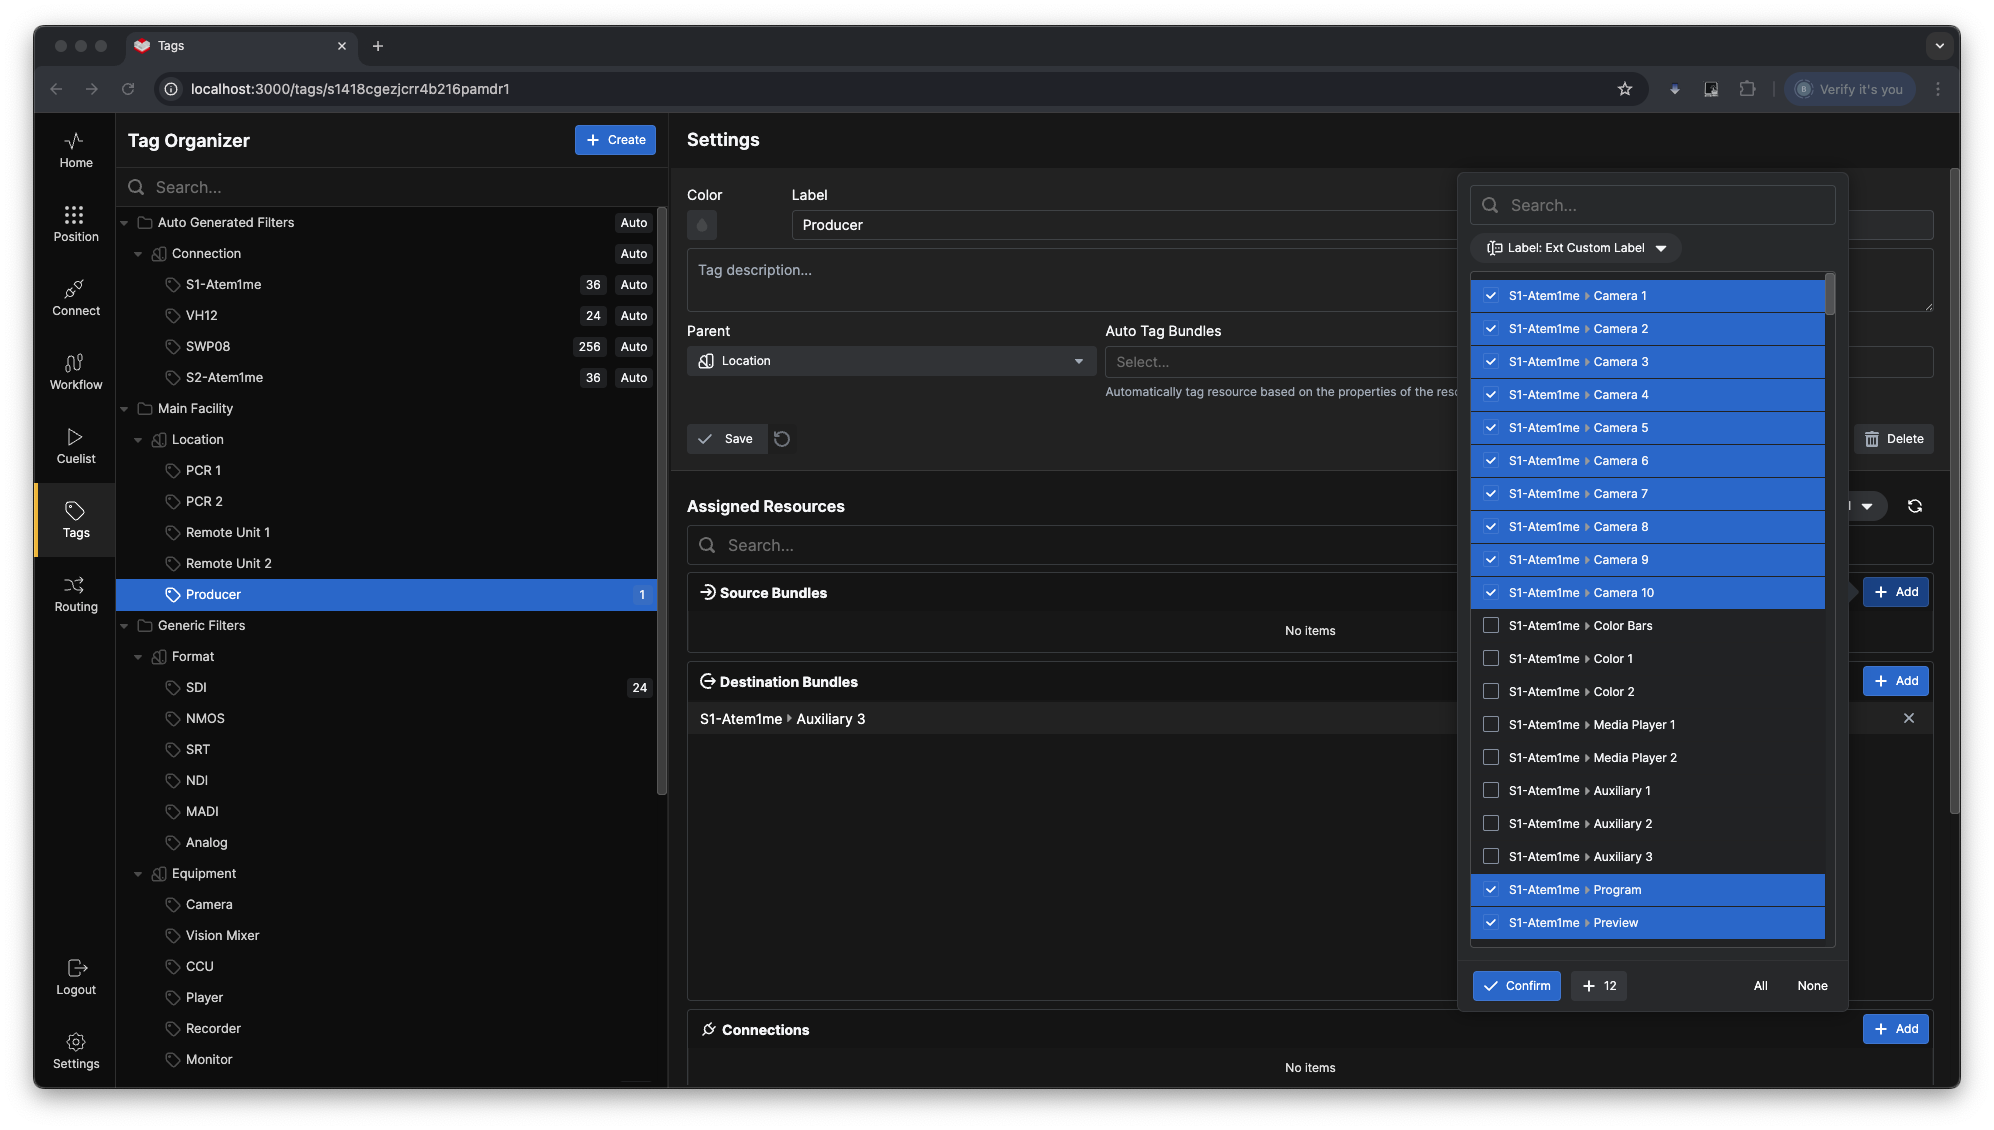 Tags
localhost:3000/tags/s1418cgezjcrr4b216pamdr1
B Verify it's you
Home
Position
Connect
Workflow
Cuelist
Tags
Routing
Logout
Settings
Tag Organizer
Create
Search...
Auto Generated Filters Auto
Connection Auto
S1-Atem1me 36 Auto
VH12 24 Auto
SWP08 256 Auto
S2-Atem1me 36 Auto
Main Facility
Location
PCR 1
PCR 2
Remote Unit 1
Remote Unit 2
Producer 1
Generic Filters
Format
SDI 24
NMOS
SRT
NDI
MADI
Analog
Equipment
Camera
Vision Mixer
CCU
Player
Recorder
Monitor
Settings
Color Label
Producer
Tag description...
Parent Auto Tag Bundles
Location Select...
Automatically tag resource based on the properties of the
Save Delete
Assigned Resources
Search...
Source Bundles Add
No items
Destination Bundles Add
S1-Atem1me Auxiliary 3
Connections Add
No items
Search...
Label: Ext Custom Label
S1-Atem1me Camera 1
S1-Atem1me Camera 2
S1-Atem1me Camera 3
S1-Atem1me Camera 4
S1-Atem1me Camera 5
S1-Atem1me Camera 6
S1-Atem1me Camera 7
S1-Atem1me Camera 8
S1-Atem1me Camera 9
S1-Atem1me Camera 10
S1-Atem1me Color Bars
S1-Atem1me Color 1
S1-Atem1me Color 2
S1-Atem1me Media Player 1
S1-Atem1me Media Player 2
S1-Atem1me Auxiliary 1
S1-Atem1me Auxiliary 2
S1-Atem1me Auxiliary 3
S1-Atem1me Program
S1-Atem1me Preview
Confirm + 12 All None